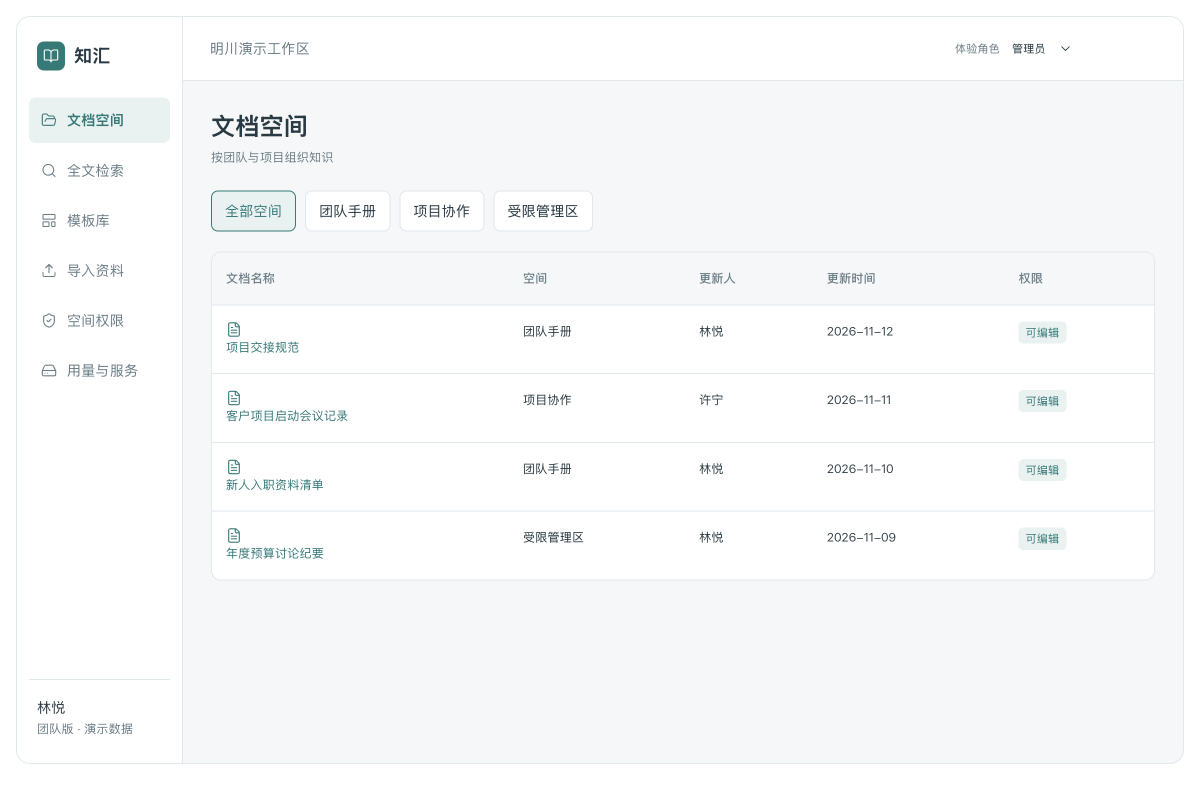 知汇
明川演示工作区
体验角色 管理员
文档空间
全文检索
模板库
导入资料
空间权限
用量与服务
林悦
团队版 · 演示数据
文档空间
按团队与项目组织知识
全部空间 团队手册 项目协作 受限管理区
文档名称 空间 更新人 更新时间 权限
项目交接规范 团队手册 林悦 2026-11-12 可编辑
客户项目启动会议记录 项目协作 许宁 2026-11-11 可编辑
新人入职资料清单 团队手册 林悦 2026-11-10 可编辑
年度预算讨论纪要 受限管理区 林悦 2026-11-09 可编辑